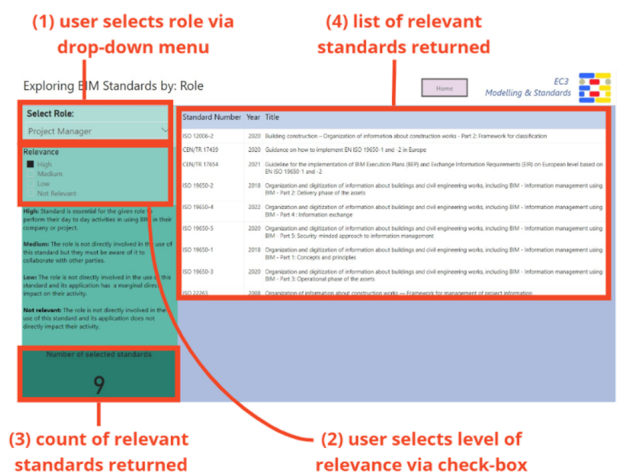 (1) user selects role via
drop-down menu
(4) list of relevant
standards returned
Exploring BIM Standards by: Role
Home
EC3
Modelling & Standards
Select Role:
Project Manager
Relevance
High
Medium
Low
Not Relevant
High: Standard is essential for the given role to
perform their day to day activities in using BIM in their
company or project.
Medium: The role is not directly involved in the use of
this standard but they must be aware of it to
collaborate with other parties.
Low: The role is not directly involved in the use of this
standard and its application has a marginal direct
impact on their activity.
Not relevant: The role is not directly involved in the
use of this standard and its application does not
directly impact their activity.
Number of selected standards
9
Standard Number Year Title
ISO 12006-2 2020 Building construction – Organization of information about construction works - Part 2: Framework for classification
CEN/TR 17439 2020 Guidance on how to implement EN ISO 19650-1 and -2 in Europe
CEN/TR 17654 2021 Guideline for the implementation of BIM Execution Plans (BEP) and Exchange Information Requirements (EIR) on European level based on
EN ISO 19650-1 and -2
ISO 19650-2 2018 Organization and digitization of information about buildings and civil engineering works, including BIM - Information management using
BIM - Part 2: Delivery phase of the assets
ISO 19650-4 2022 Organization and digitization of information about buildings and civil engineering works, including BIM - Information management using
BIM - Part 4: Information exchange
ISO 19650-5 2020 Organization and digitization of information about buildings and civil engineering works, including BIM - Information management using
BIM - Part 5: Security-minded approach to information management
ISO 19650-1 2018 Organization and digitization of information about buildings and civil engineering works, including BIM - Information management using
BIM - Part 1: Concepts and principles
ISO 19650-3 2020 Organization and digitization of information about buildings and civil engineering works, including BIM - Information management using
BIM - Part 3: Operational phase of the assets
ISO 22263 2008 Organization of information about construction works — Framework for management of project information
(3) count of relevant
standards returned
(2) user selects level of
relevance via check-box